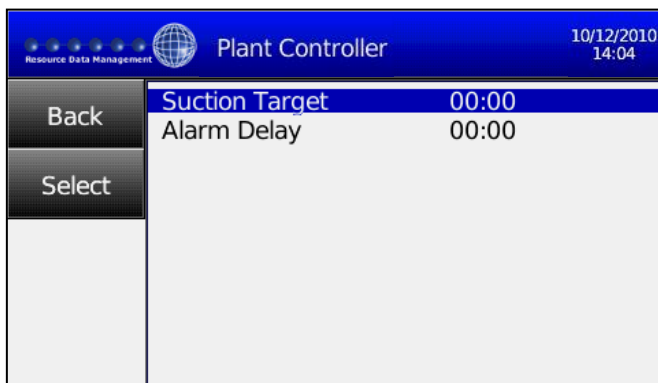 Resource Data Management
Plant Controller
10/12/2010
14:04
Back
Select
Suction Target 00:00
Alarm Delay 00:00